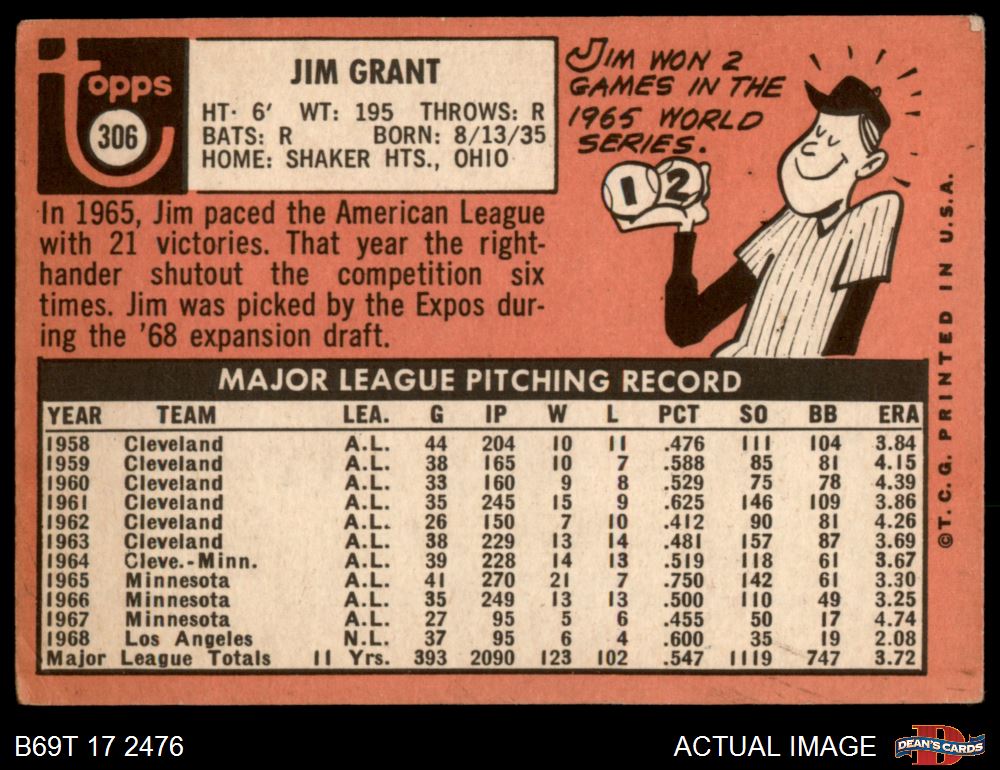 Topps
306
JIM GRANT
HT. 6' WT: 195 THROWS: R
BATS: R BORN: 8/13/35
HOME: SHAKER HTS., OHIO
JIM WON 2
GAMES IN THE
1965 WORLD
SERIES.
1 2
In 1965, Jim paced the American League
with 21 victories. That year the right-
hander shutout the competition six
times. Jim was picked by the Expos dur-
ing the '68 expansion draft.
MAJOR LEAGUE PITCHING RECORD
YEAR TEAM LEA. G IP W L PCT SO BB ERA
1958 Cleveland A.L. 44 204 10 11 .476 111 104 3.84
1959 Cleveland A.L. 38 165 10 7 .588 85 81 4.15
1960 Cleveland A.L. 33 160 9 8 .529 75 78 4.39
1961 Cleveland A.L. 35 245 15 9 .625 146 109 3.86
1962 Cleveland A.L. 26 150 7 10 .412 90 81 4.26
1963 Cleveland A.L. 38 229 13 14 .481 157 87 3.69
1964 Cleve.-Minn. A.L. 39 228 14 13 .519 118 61 3.67
1965 Minnesota A.L. 41 270 21 7 .750 142 61 3.30
1966 Minnesota A.L. 35 249 13 13 .500 110 49 3.25
1967 Minnesota A.L. 27 95 5 6 .455 50 17 4.74
1968 Los Angeles N.L. 37 95 6 4 .600 35 19 2.08
Major League Totals 11 Yrs. 393 2090 123 102 .547 1119 747 3.72
©T. C. G. PRINTED IN U.S.A.
B69T 17 2476
ACTUAL IMAGE
D
DEAN'S CARDS